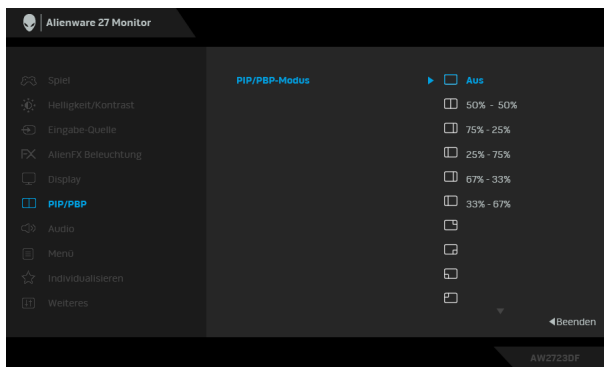 Alienware 27 Monitor
Spiel
PIP/PBP-Modus
Aus
Helligkeit/Kontrast
50% - 50%
Eingabe-Quelle
75% - 25%
FX AlienFX Beleuchtung
25% - 75%
Display
67% - 33%
PIP/PBP
33% - 67%
Audio
Menü
Individualisieren
Weiteres
Beenden
AW2723DF